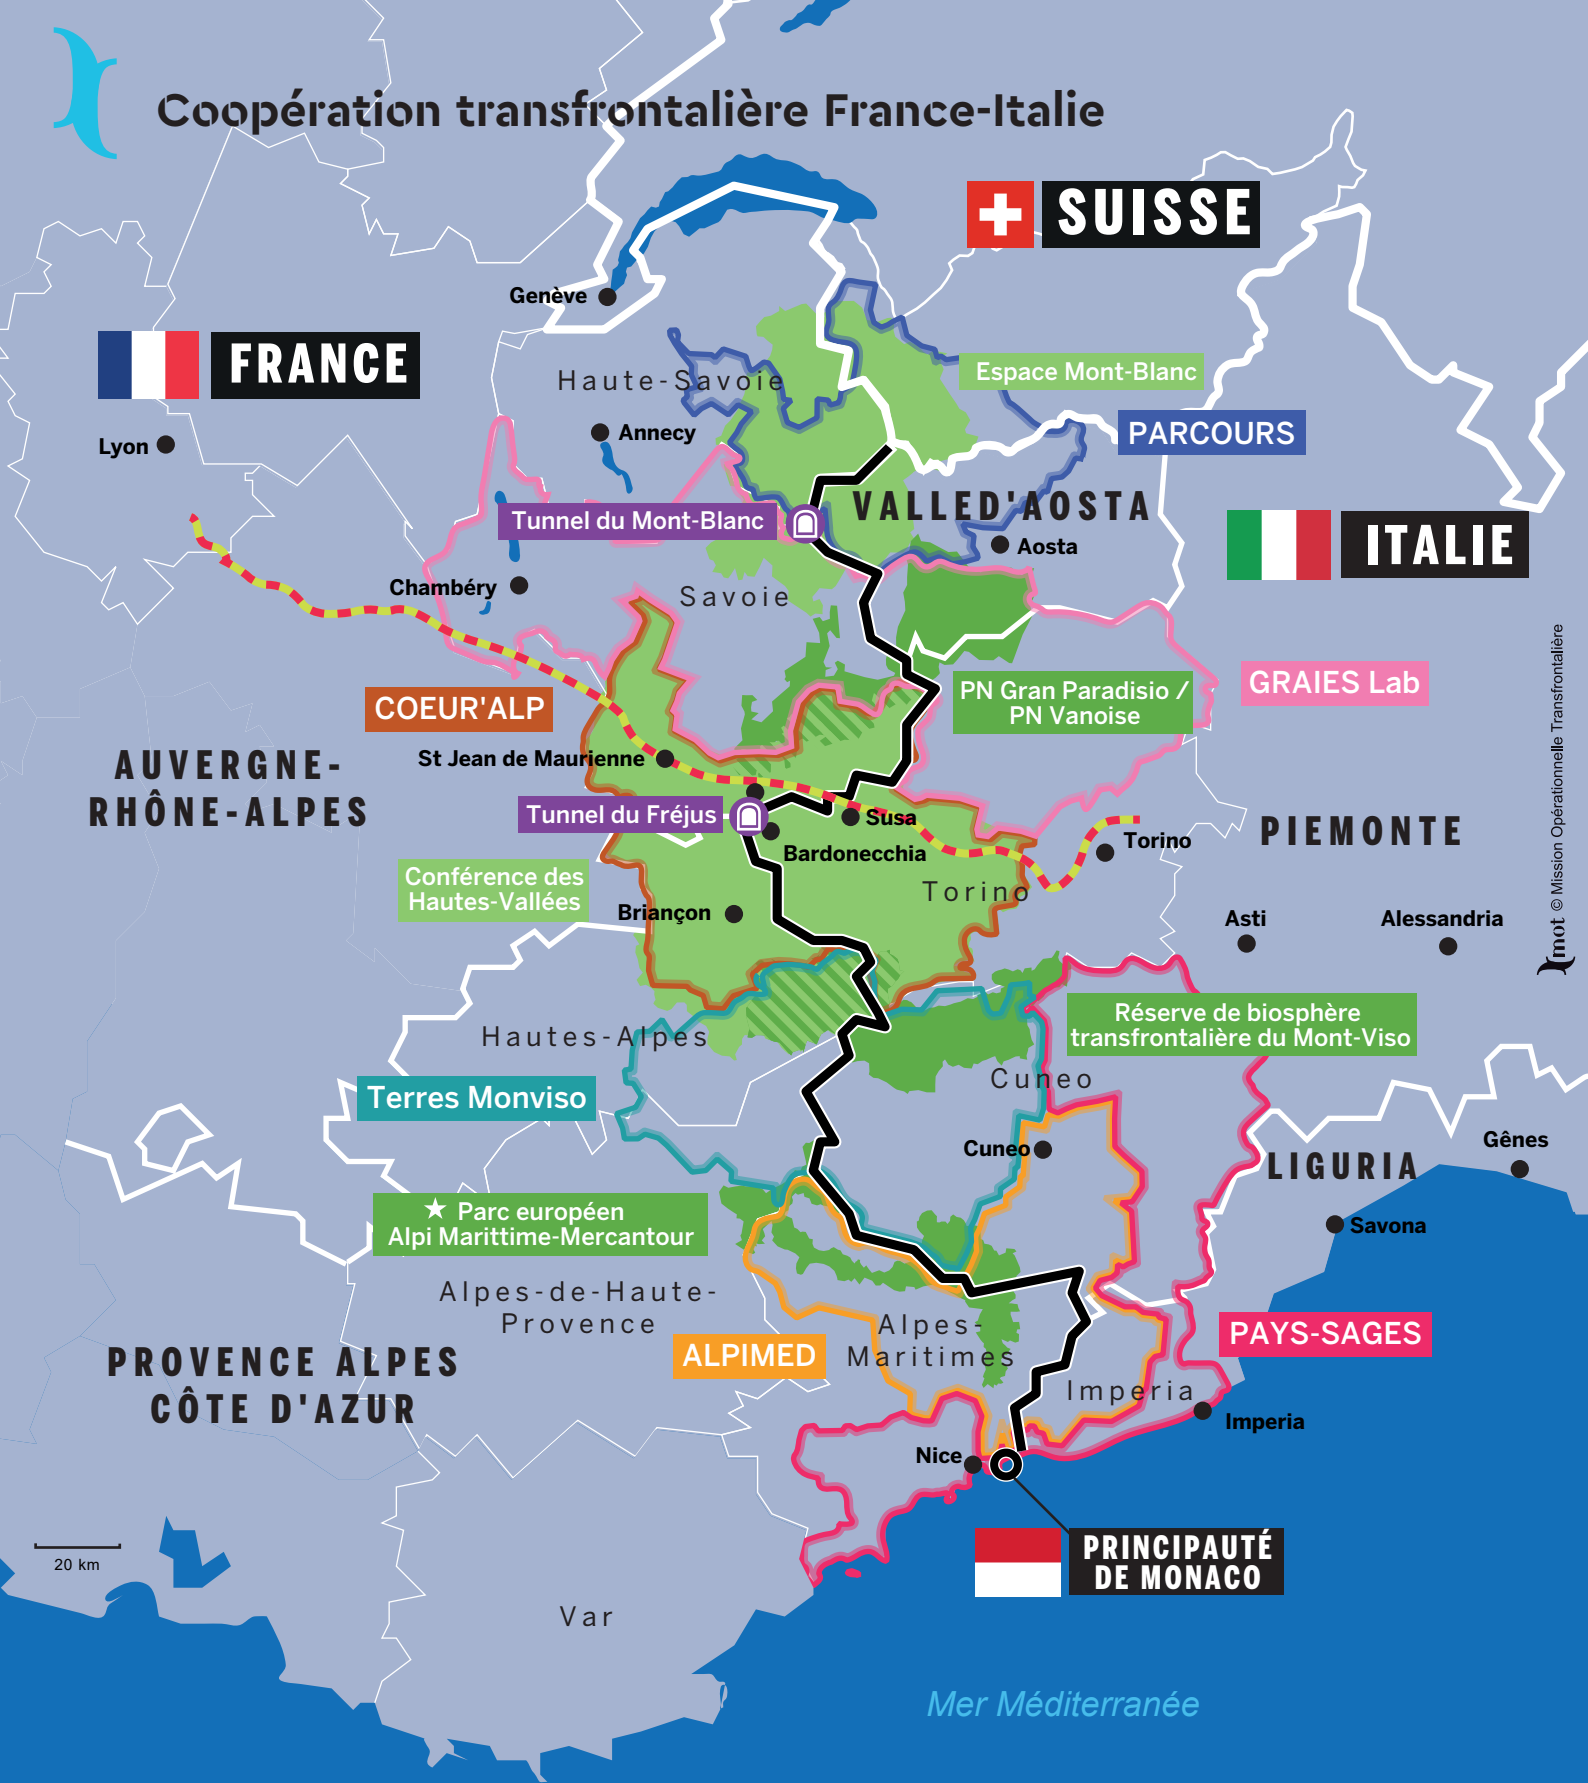 Coopération transfrontalière France-Italie
SUISSE
Genève
FRANCE
Haute-Savoie
Espace Mont-Blanc
Lyon
Annecy
PARCOURS
Tunnel du Mont-Blanc
VALLED'AOSTA
Aosta
ITALIE
Chambéry
Savoie
COEUR'ALP
PN Gran Paradisio /
PN Vanoise
GRAIES Lab
AUVERGNE-
RHÔNE-ALPES
St Jean de Maurienne
Tunnel du Fréjus
Susa
Bardonecchia
Torino
PIEMONTE
Conférence des
Hautes-Vallées
Torino
Briançon
Asti
Alessandria
mot © Mission Opérationnelle Transfrontalière
Réserve de biosphère
transfrontalière du Mont-Viso
Hautes-Alpes
Cuneo
Terres Monviso
Cuneo
Gênes
LIGURIA
★ Parc européen
Alpi Marittime-Mercantour
Savona
Alpes-de-Haute-
Provence
Alpes-
Maritimes
ALPIMED
PAYS-SAGES
PROVENCE ALPES
CÔTE D'AZUR
Imperia
Imperia
Nice
PRINCIPAUTÉ
DE MONACO
20 km
Var
Mer Méditerranée